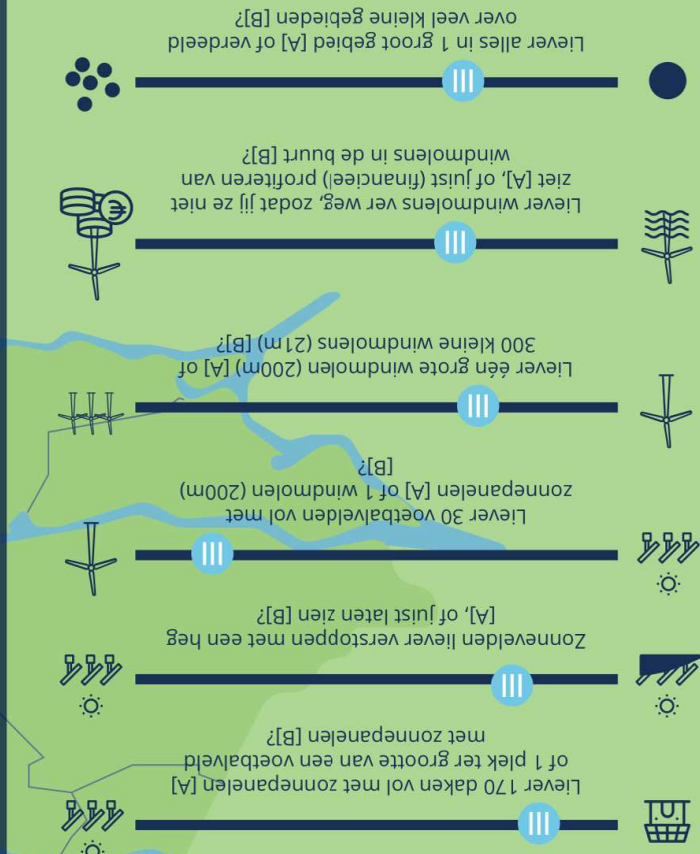 Liever 170 daken vol met zonnepanelen [A]
of 1 plek ter grootte van een voetbalveld
met zonnepanelen [B]?
Zonnevelden liever verstoppen met een heg
[A], of juist laten zien [B]?
Liever 30 voetbalvelden vol met
zonnepanelen [A] of 1 windmolen (200m)
[B]?
Liever één grote windmolen (200m) [A] of
300 kleine windmolens (21m) [B]?
Liever windmolens ver weg, zodat jij ze niet
ziet [A], of juist (financieel) profiteren van
windmolens in de buurt [B]?
Liever alles in 1 groot gebied [A] of verdeeld
over veel kleine gebieden [B]?